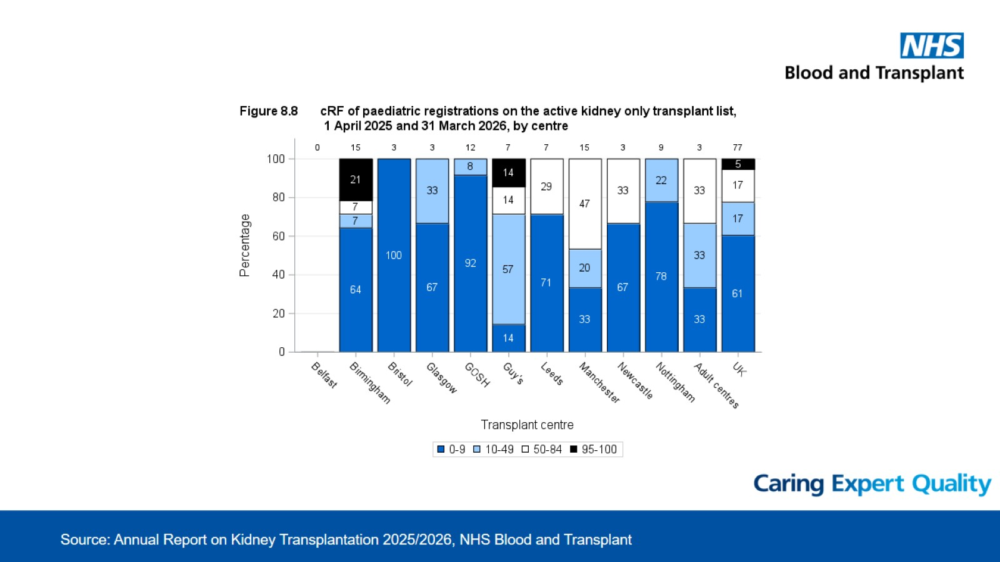 NHS
Blood and Transplant
Figure 8.8 cRF of paediatric registrations on the active kidney only transplant list,
1 April 2025 and 31 March 2026, by centre
0 15 3 3 12 7 7 15 3 9 3 77
Percentage
100
80
60
40
20
0
64 7 7 21
100
67 33
92 8
14 57 14 14
71 29
33 20 47
67 33
78 22
33 33 33
61 17 17 5
Belfast
Birmingham
Bristol
Glasgow
GOSH
Guy's
Leeds
Manchester
Newcastle
Nottingham
Adult centres
UK
Transplant centre
0-9 10-49 50-84 95-100
Caring Expert Quality
Source: Annual Report on Kidney Transplantation 2025/2026, NHS Blood and Transplant